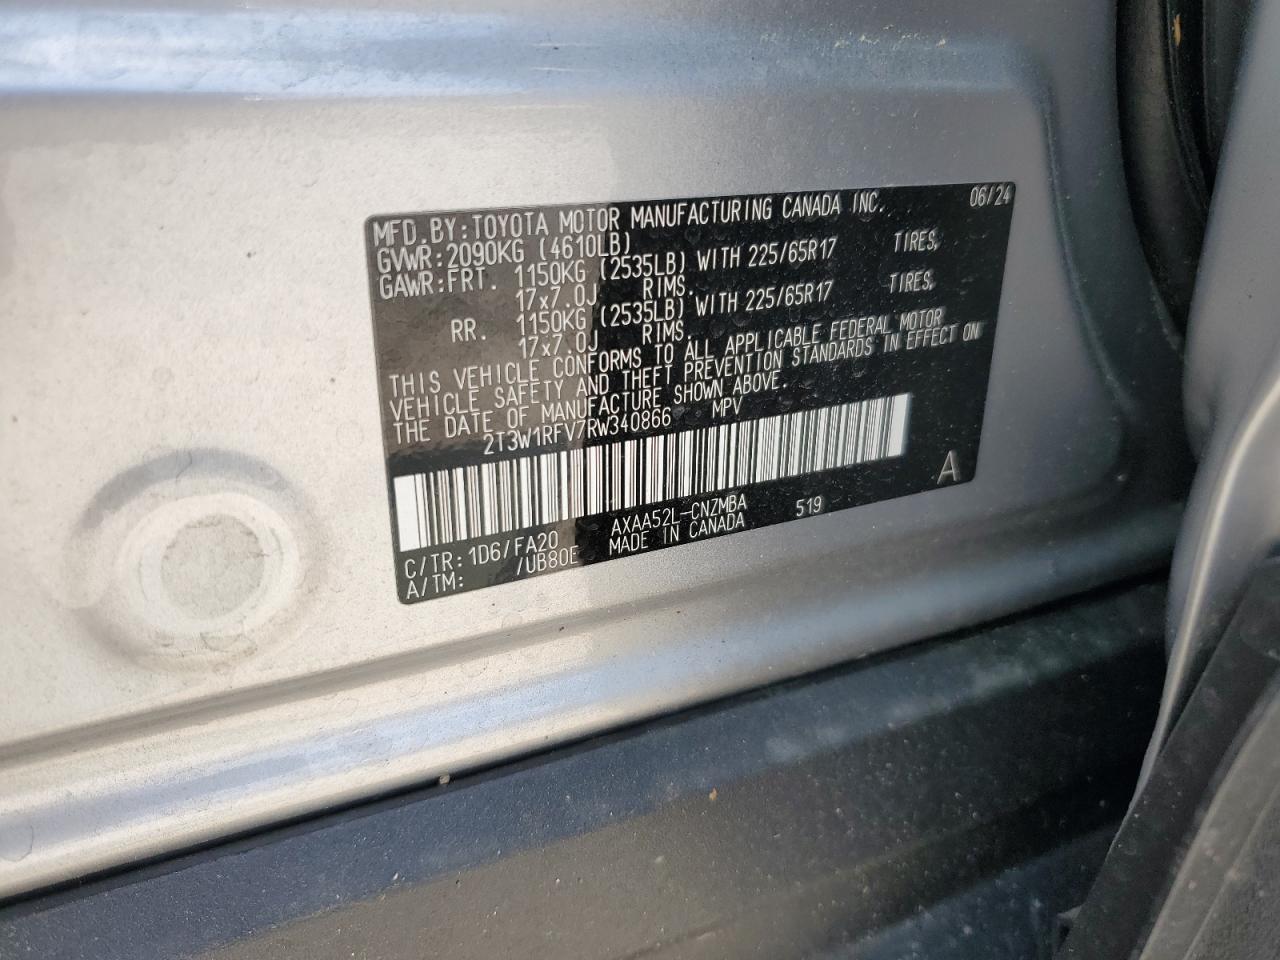 MFD.BY:TOYOTA MOTOR MANUFACTURING CANADA INC. 06/24
GVWR:2090KG (4610LB)
GAWR:FRT. 1150KG (2535LB) WITH 225/65R17 TIRES,
17x7.0J RIMS.
RR. 1150KG (2535LB) WITH 225/65R17 TIRES,
17x7.0J RIMS.
THIS VEHICLE CONFORMS TO ALL APPLICABLE FEDERAL MOTOR
VEHICLE SAFETY AND THEFT PREVENTION STANDARDS IN EFFECT ON
THE DATE OF MANUFACTURE SHOWN ABOVE.
2T3W1RFV7RW340866 MPV
C/TR: 1D6/FA20 AXAA52L-CNZMBA 519 A
A/TM: /UB80E MADE IN CANADA